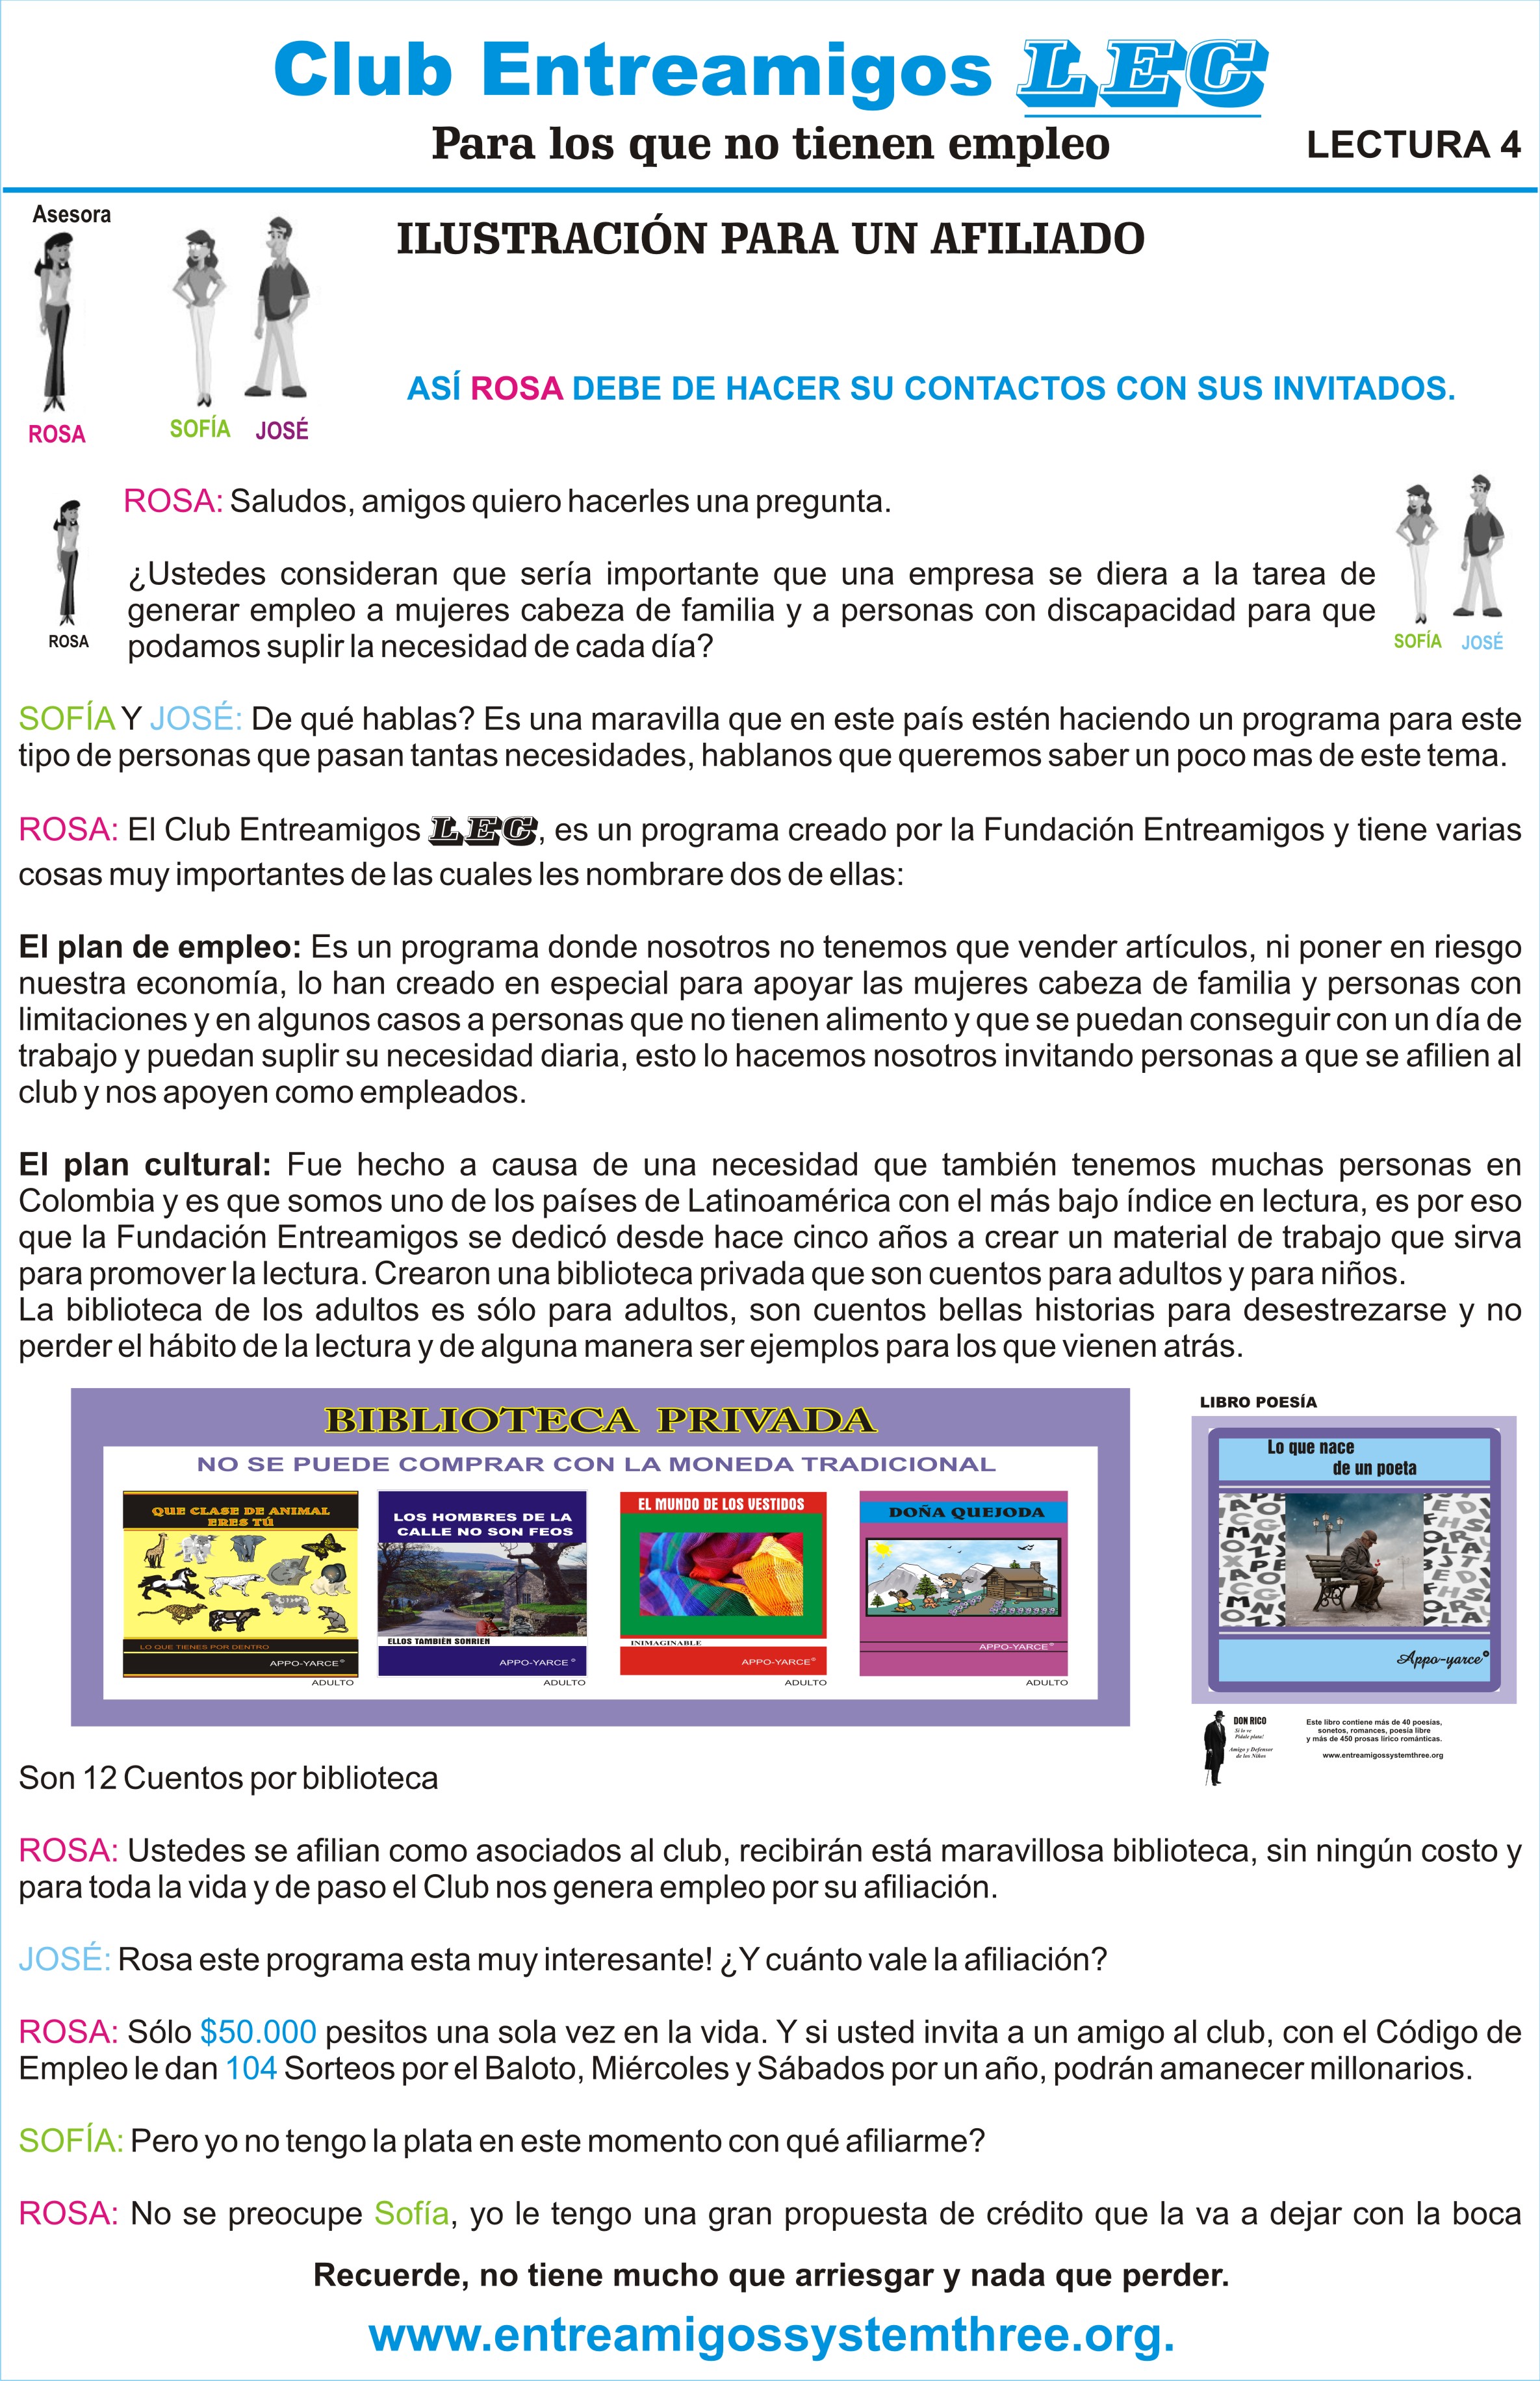 Club Entreamigos LEC
Para los que no tienen empleo
LECTURA 4
Asesora
ILUSTRACIÓN PARA UN AFILIADO
ASÍ ROSA DEBE DE HACER SU CONTACTOS CON SUS INVITADOS.
ROSA
SOFÍA
JOSÉ
ROSA: Saludos, amigos quiero hacerles una pregunta.
¿Ustedes consideran que sería importante que una empresa se diera a la tarea de
generar empleo a mujeres cabeza de familia y a personas con discapacidad para que
podamos suplir la necesidad de cada día?
ROSA
SOFÍA
JOSÉ
SOFÍA Y JOSÉ: De qué hablas? Es una maravilla que en este país estén haciendo un programa para este
tipo de personas que pasan tantas necesidades, hablanos que queremos saber un poco mas de este tema.
ROSA: El Club Entreamigos LEC, es un programa creado por la Fundación Entreamigos y tiene varias
cosas muy importantes de las cuales les nombrare dos de ellas:
El plan de empleo: Es un programa donde nosotros no tenemos que vender artículos, ni poner en riesgo
nuestra economía, lo han creado en especial para apoyar las mujeres cabeza de familia y personas con
limitaciones y en algunos casos a personas que no tienen alimento y que se puedan conseguir con un día de
trabajo y puedan suplir su necesidad diaria, esto lo hacemos nosotros invitando personas a que se afilien al
club y nos apoyen como empleados.
El plan cultural: Fue hecho a causa de una necesidad que también tenemos muchas personas en
Colombia y es que somos uno de los países de Latinoamérica con el más bajo índice en lectura, es por eso
que la Fundación Entreamigos se dedicó desde hace cinco años a crear un material de trabajo que sirva
para promover la lectura. Crearon una biblioteca privada que son cuentos para adultos y para niños.
La biblioteca de los adultos es sólo para adultos, son cuentos bellas historias para desestrezarse y no
perder el hábito de la lectura y de alguna manera ser ejemplos para los que vienen atrás.
BIBLIOTECA PRIVADA
NO SE PUEDE COMPRAR CON LA MONEDA TRADICIONAL
QUE CLASE DE ANIMAL
ERES TÚ
LO QUE TIENES POR DENTRO
APPO-YARCE®
ADULTO
LOS HOMBRES DE LA
CALLE NO SON FEOS
ELLOS TAMBIÉN SONRIEN
APPO-YARCE®
ADULTO
EL MUNDO DE LOS VESTIDOS
INIMAGINABLE
APPO-YARCE®
ADULTO
DOÑA QUEJODA
APPO-YARCE®
ADULTO
LIBRO POESÍA
Lo que nace
de un poeta
Appo-yarce®
DON RICO
Si lo ve
Pídale plata!
Amigo y Defensor
de los Niños
Este libro contiene más de 40 poesías,
sonetos, romances, poesía libre
y más de 450 prosas lírico románticas.
www.entreamigossystemthree.org
Son 12 Cuentos por biblioteca
ROSA: Ustedes se afilian como asociados al club, recibirán está maravillosa biblioteca, sin ningún costo y
para toda la vida y de paso el Club nos genera empleo por su afiliación.
JOSÉ: Rosa este programa esta muy interesante! ¿Y cuánto vale la afiliación?
ROSA: Sólo $50.000 pesitos una sola vez en la vida. Y si usted invita a un amigo al club, con el Código de
Empleo le dan 104 Sorteos por el Baloto, Miércoles y Sábados por un año, podrán amanecer millonarios.
SOFÍA: Pero yo no tengo la plata en este momento con qué afiliarme?
ROSA: No se preocupe Sofía, yo le tengo una gran propuesta de crédito que la va a dejar con la boca
Recuerde, no tiene mucho que arriesgar y nada que perder.
www.entreamigossystemthree.org.